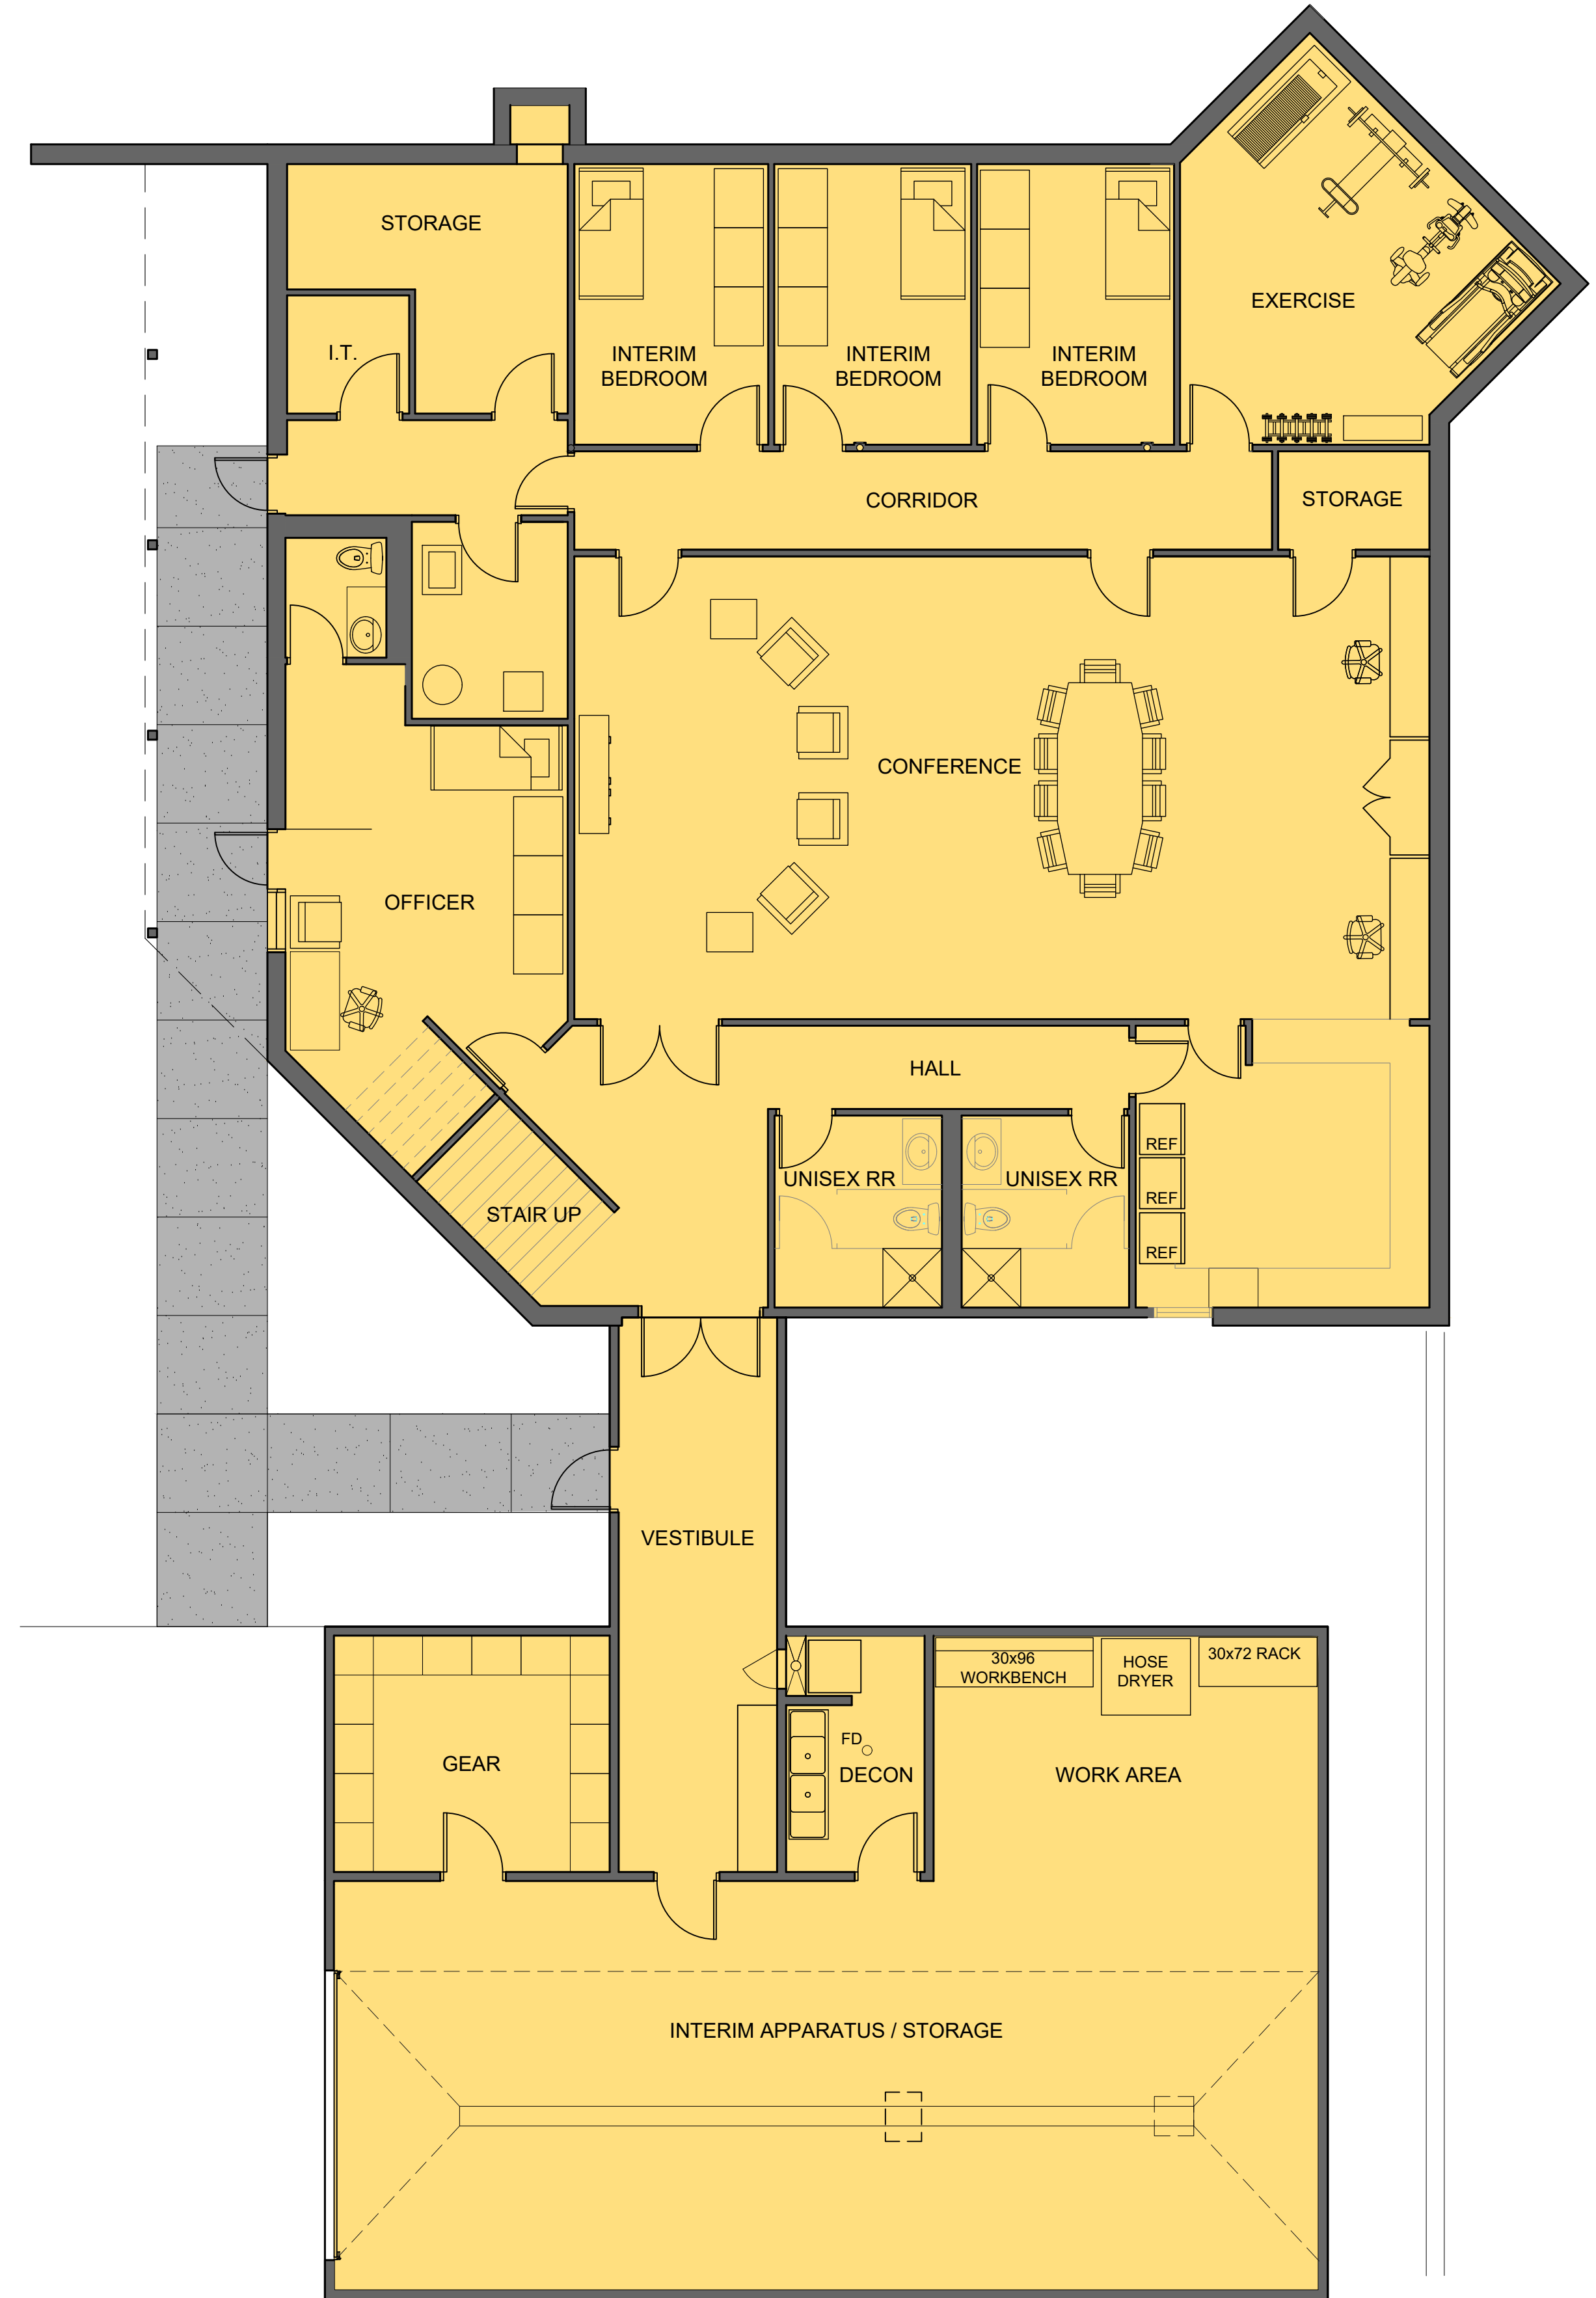 STORAGE
I.T.
INTERIM
BEDROOM
INTERIM
BEDROOM
INTERIM
BEDROOM
EXERCISE
CORRIDOR
STORAGE
CONFERENCE
OFFICER
HALL
REF
REF
REF
UNISEX RR
UNISEX RR
STAIR UP
VESTIBULE
30x96
WORKBENCH
HOSE
DRYER
30x72 RACK
FD
GEAR
DECON
WORK AREA
INTERIM APPARATUS / STORAGE